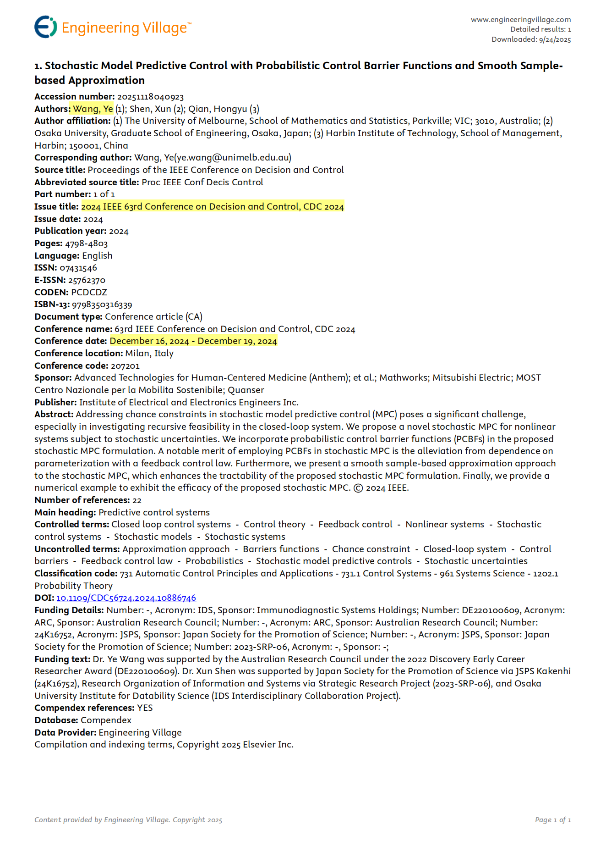 Engineering Village™
www.engineeringvillage.com
Detailed results: 1
Downloaded: 9/24/2025
1. Stochastic Model Predictive Control with Probabilistic Control Barrier Functions and Smooth Sample-
based Approximation
Accession number: 20251118040923
Authors: Wang, Ye (1); Shen, Xun (2); Qian, Hongyu (3)
Author affiliation: (1) The University of Melbourne, School of Mathematics and Statistics, Parkville; VIC; 3010, Australia; (2)
Osaka University, Graduate School of Engineering, Osaka, Japan; (3) Harbin Institute of Technology, School of Management,
Harbin; 150001, China
Corresponding author: Wang, Ye(ye.wang@unimelb.edu.au)
Source title: Proceedings of the IEEE Conference on Decision and Control
Abbreviated source title: Proc IEEE Conf Decis Control
Part number: 1 of 1
Issue title: 2024 IEEE 63rd Conference on Decision and Control, CDC 2024
Issue date: 2024
Publication year: 2024
Pages: 4798-4803
Language: English
ISSN: 07431546
E-ISSN: 25762370
CODEN: PCDCDZ
ISBN-13: 9798350316339
Document type: Conference article (CA)
Conference name: 63rd IEEE Conference on Decision and Control, CDC 2024
Conference date: December 16, 2024 - December 19, 2024
Conference location: Milan, Italy
Conference code: 207201
Sponsor: Advanced Technologies for Human-Centered Medicine (Anthem); et al.; Mathworks; Mitsubishi Electric; MOST
Centro Nazionale per la Mobilita Sostenibile; Quanser
Publisher: Institute of Electrical and Electronics Engineers Inc.
Abstract: Addressing chance constraints in stochastic model predictive control (MPC) poses a significant challenge,
especially in investigating recursive feasibility in the closed-loop system. We propose a novel stochastic MPC for nonlinear
systems subject to stochastic uncertainties. We incorporate probabilistic control barrier functions (PCBFs) in the proposed
stochastic MPC formulation. A notable merit of employing PCBFs in stochastic MPC is the alleviation from dependence on
parameterization with a feedback control law. Furthermore, we present a smooth sample-based approximation approach
to the stochastic MPC, which enhances the tractability of the proposed stochastic MPC formulation. Finally, we provide a
numerical example to exhibit the efficacy of the proposed stochastic MPC. © 2024 IEEE.
Number of references: 22
Main heading: Predictive control systems
Controlled terms: Closed loop control systems - Control theory - Feedback control - Nonlinear systems - Stochastic
control systems - Stochastic models - Stochastic systems
Uncontrolled terms: Approximation approach - Barriers functions - Chance constraint - Closed-loop system - Control
barriers - Feedback control law - Probabilistics - Stochastic model predictive controls - Stochastic uncertainties
Classification code: 731 Automatic Control Principles and Applications - 731.1 Control Systems - 961 Systems Science - 1202.1
Probability Theory
DOI: 10.1109/CDC56724.2024.10886746
Funding Details: Number: -, Acronym: IDS, Sponsor: Immunodiagnostic Systems Holdings; Number: DE220100609, Acronym:
ARC, Sponsor: Australian Research Council; Number: -, Acronym: ARC, Sponsor: Australian Research Council; Number:
24K16752, Acronym: JSPS, Sponsor: Japan Society for the Promotion of Science; Number: -, Acronym: JSPS, Sponsor: Japan
Society for the Promotion of Science; Number: 2023-SRP-06, Acronym: -, Sponsor: -;
Funding text: Dr. Ye Wang was supported by the Australian Research Council under the 2022 Discovery Early Career
Researcher Award (DE220100609). Dr. Xun Shen was supported by Japan Society for the Promotion of Science via JSPS Kakenhi
(24K16752), Research Organization of Information and Systems via Strategic Research Project (2023-SRP-06), and Osaka
University Institute for Datability Science (IDS Interdisciplinary Collaboration Project).
Compendex references: YES
Database: Compendex
Data Provider: Engineering Village
Compilation and indexing terms, Copyright 2025 Elsevier Inc.
Content provided by Engineering Village. Copyright 2025
Page 1 of 1